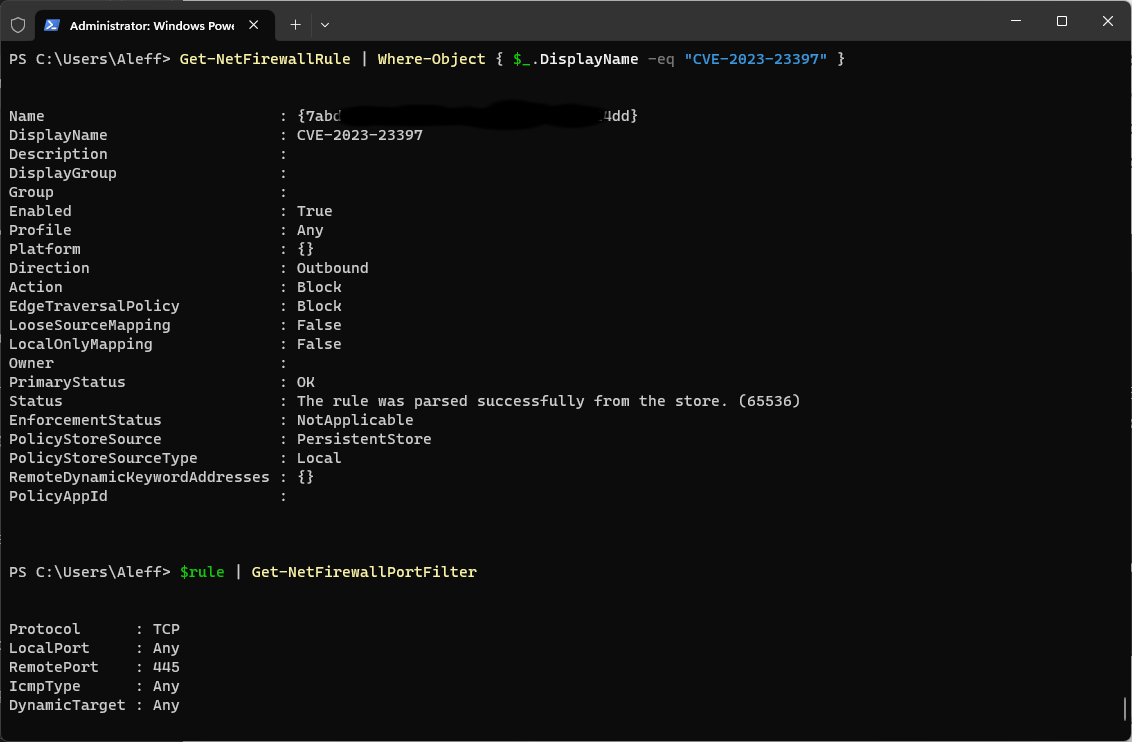 Administrator: Windows Powe
PS C:\Users\Aleff> Get-NetFirewallRule | Where-Object { $_.DisplayName -eq "CVE-2023-23397" }
Name : {7abd 4dd}
DisplayName : CVE-2023-23397
Description :
DisplayGroup :
Group :
Enabled : True
Profile : Any
Platform : {}
Direction : Outbound
Action : Block
EdgeTraversalPolicy : Block
LooseSourceMapping : False
LocalOnlyMapping : False
Owner :
PrimaryStatus : OK
Status : The rule was parsed successfully from the store. (65536)
EnforcementStatus : NotApplicable
PolicyStoreSource : PersistentStore
PolicyStoreSourceType : Local
RemoteDynamicKeywordAddresses : {}
PolicyAppId :
PS C:\Users\Aleff> $rule | Get-NetFirewallPortFilter
Protocol : TCP
LocalPort : Any
RemotePort : 445
IcmpType : Any
DynamicTarget : Any